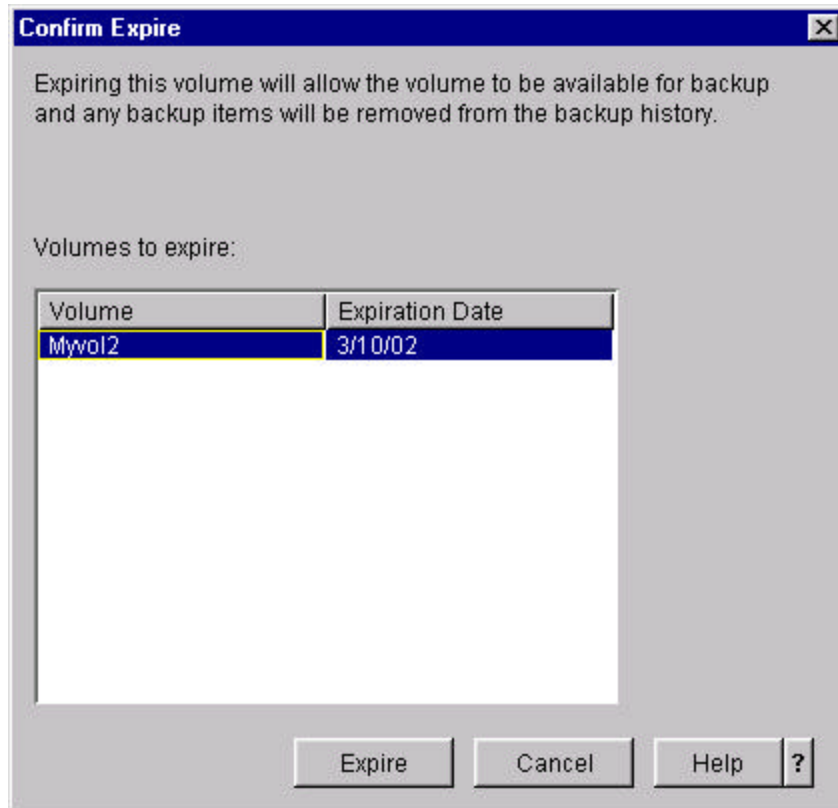 Confirm Expire
Expiring this volume will allow the volume to be available for backup
and any backup items will be removed from the backup history.
Volumes to expire:
Volume Expiration Date
Myvol2 3/10/02
Expire Cancel Help ?